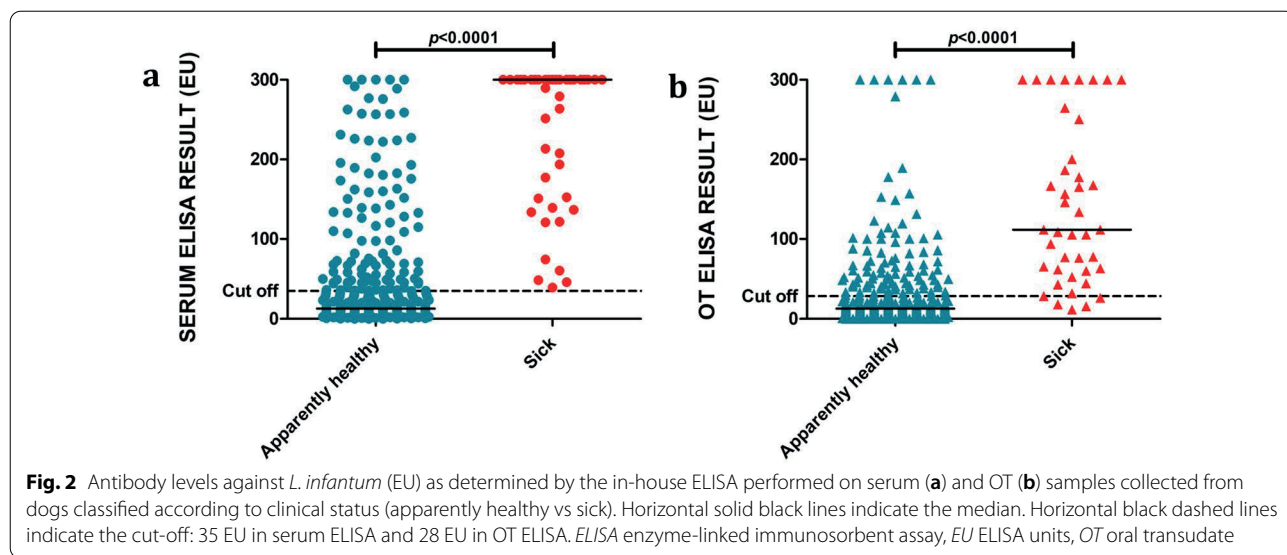 a
p<0.0001
SERUM ELISA RESULT (EU)
300
200
100
Cut off
0
Apparently healthy
Sick
b
p<0.0001
OT ELISA RESULT (EU)
300
200
100
Cut off
0
Apparently healthy
Sick
Fig. 2 Antibody levels against L. infantum (EU) as determined by the in-house ELISA performed on serum (a) and OT (b) samples collected from
dogs classified according to clinical status (apparently healthy vs sick). Horizontal solid black lines indicate the median. Horizontal black dashed lines
indicate the cut-off: 35 EU in serum ELISA and 28 EU in OT ELISA. ELISA enzyme-linked immunosorbent assay, EU ELISA units, OT oral transudate